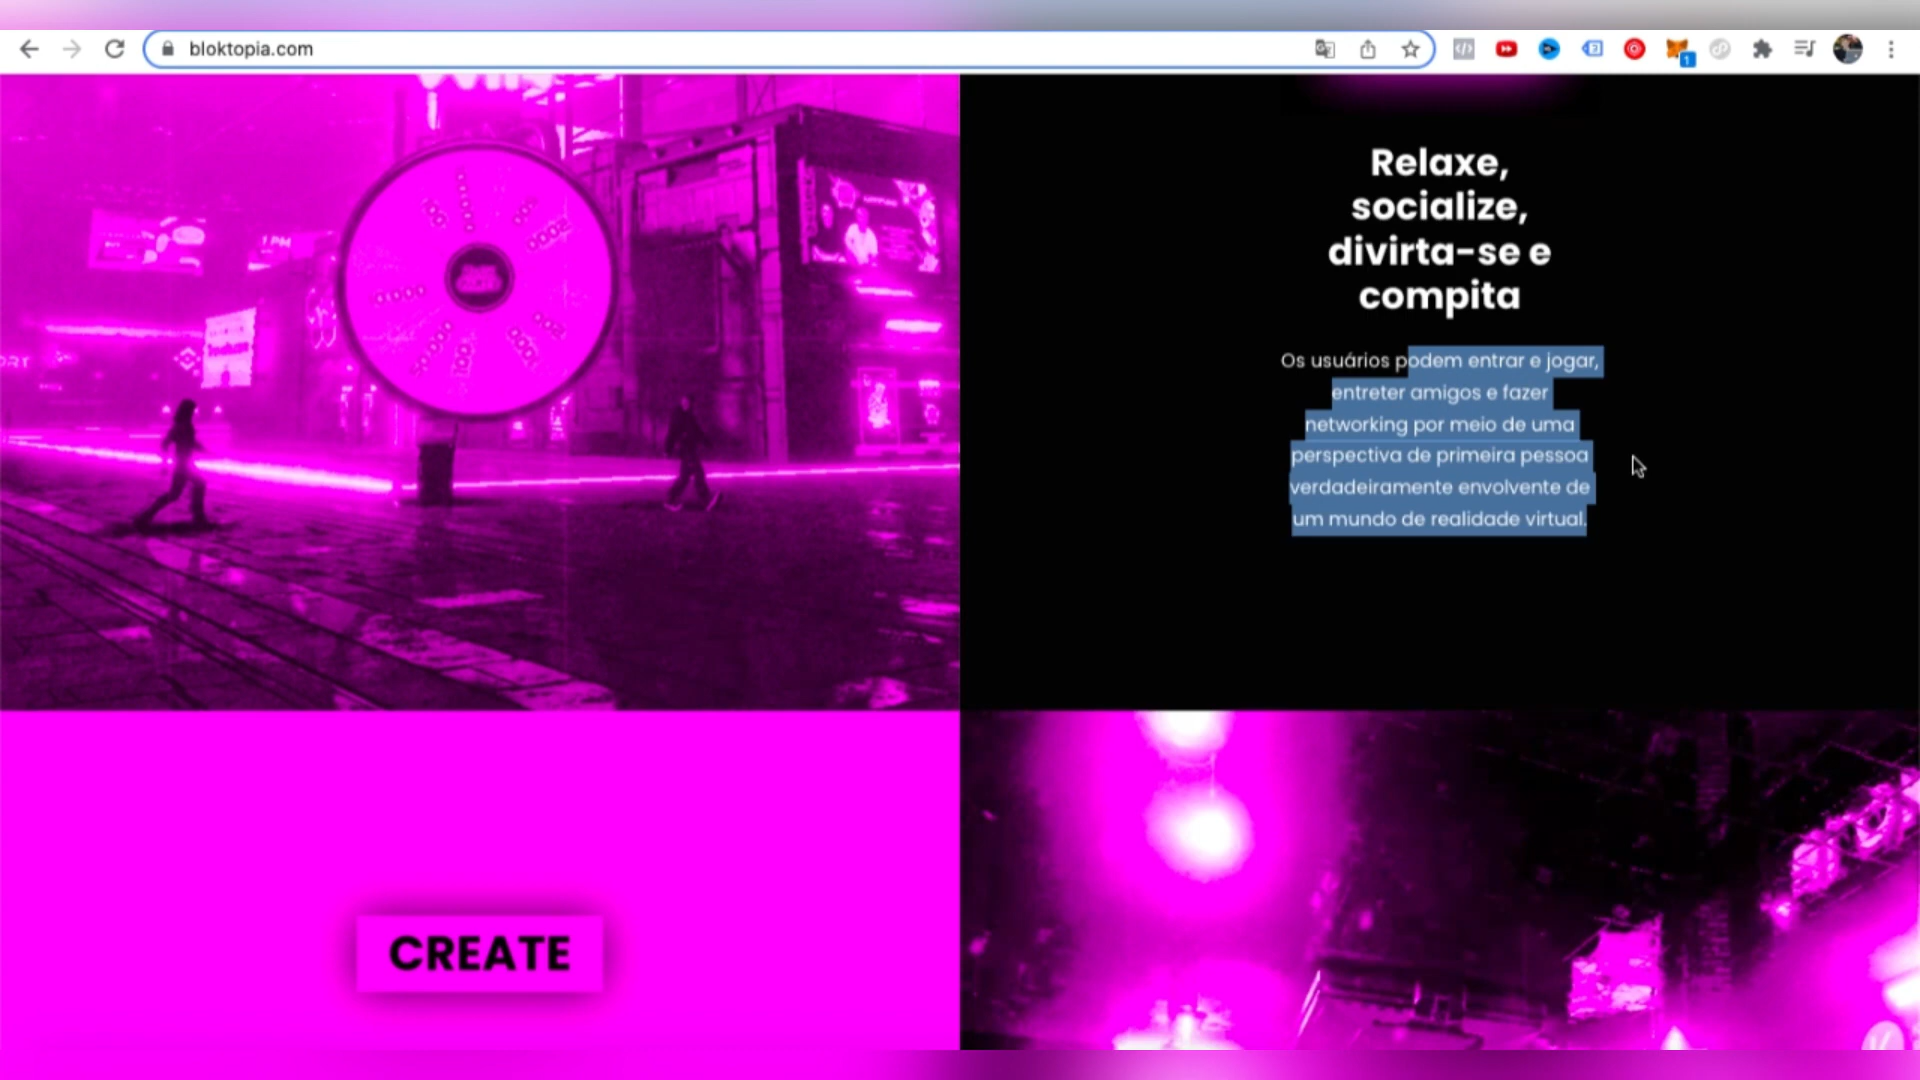 bloktopia.com
1
Relaxe,
socialize,
divirta-se e
compita
Os usuários podem entrar e jogar,
entreter amigos e fazer
networking por meio de uma
perspectiva de primeira pessoa
verdadeiramente envolvente de
um mundo de realidade virtual.
CREATE